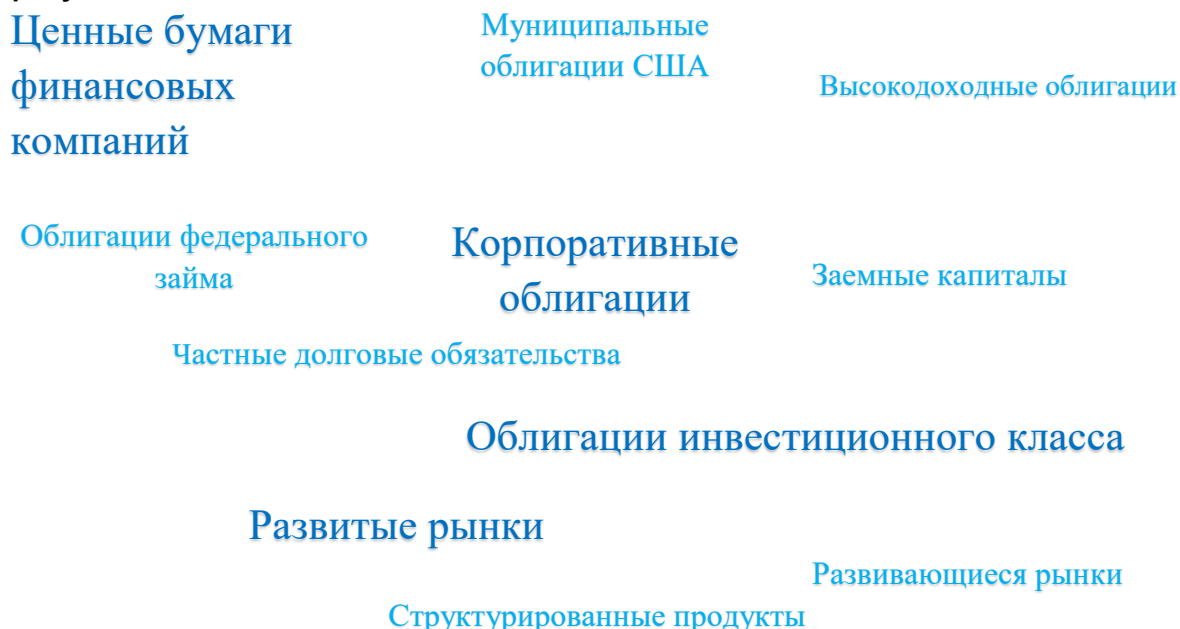 Ценные бумаги
финансовых
компаний
Муниципальные
облигации США
Высокодоходные облигации
Облигации федерального
займа
Корпоративные
облигации
Заемные капиталы
Частные долговые обязательства
Облигации инвестиционного класса
Развитые рынки
Развивающиеся рынки
Структурированные продукты